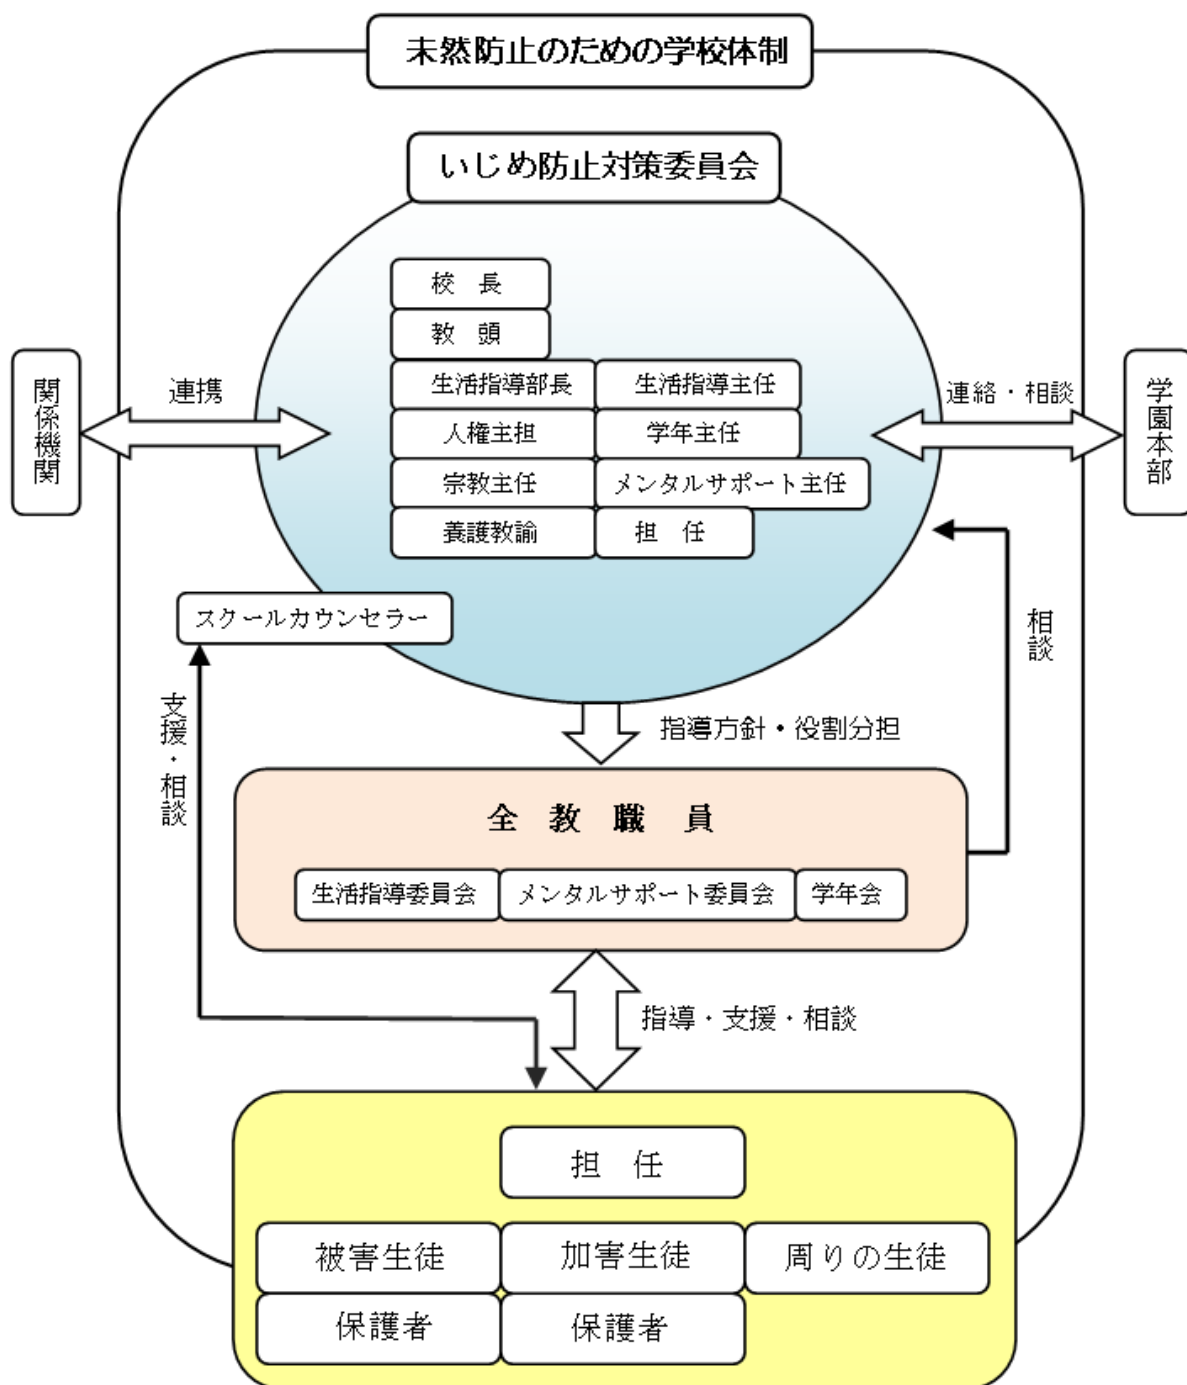 未然防止のための学校体制
いじめ防止対策委員会
校　長
教　頭
生活指導部長
生活指導主任
人権主担
学年主任
宗教主任
メンタルサポート主任
養護教諭
担　任
関係機関
連携
連絡・相談
学園本部
スクールカウンセラー
相談
支援・相談
指導方針・役割分担
全　教　職　員
生活指導委員会
メンタルサポート委員会
学年会
指導・支援・相談
担　任
被害生徒
加害生徒
周りの生徒
保護者
保護者